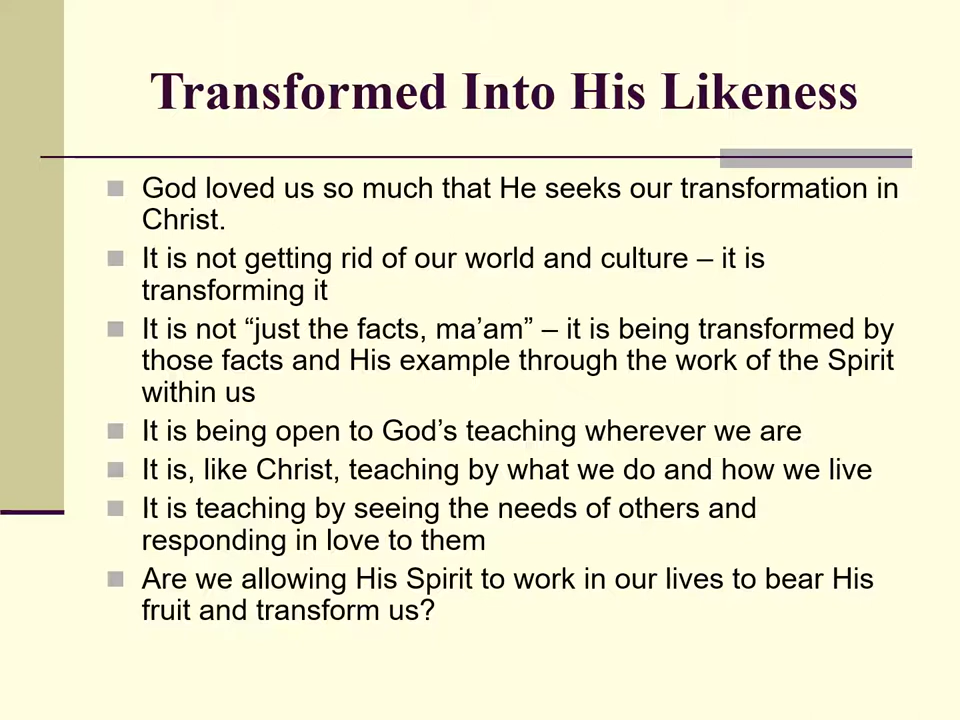 Transformed Into His Likeness
God loved us so much that He seeks our transformation in
Christ.
It is not getting rid of our world and culture – it is
transforming it
It is not “just the facts, ma’am” – it is being transformed by
those facts and His example through the work of the Spirit
within us
It is being open to God’s teaching wherever we are
It is, like Christ, teaching by what we do and how we live
It is teaching by seeing the needs of others and
responding in love to them
Are we allowing His Spirit to work in our lives to bear His
fruit and transform us?